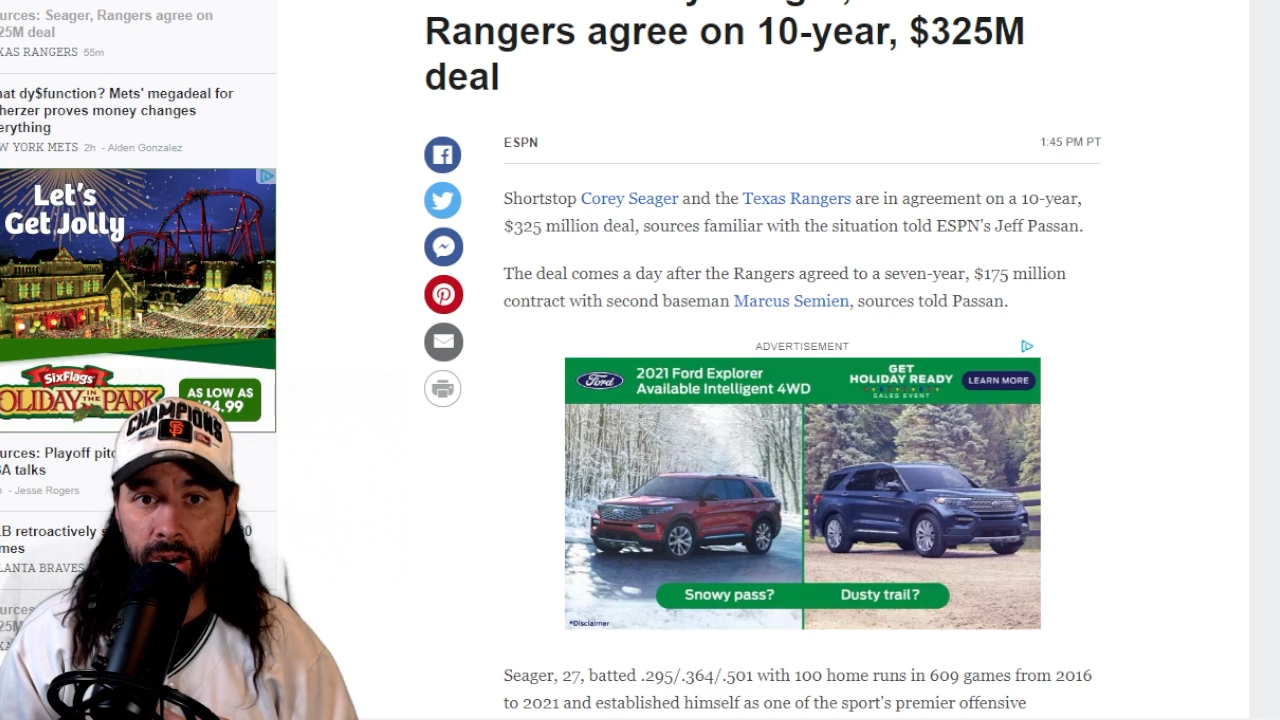 urces: Seager, Rangers agree on
25M deal
XAS RANGERS 55m
hat dy$function? Mets' megadeal for
herzer proves money changes
erything
W YORK METS 2h - Alden Gonzalez
Let's
Get Jolly
SixFlags
HOLIDAY IN THE PARK
AS LOW AS
$24.99
CHAMPIONS
SF
urces: Playoff pitc
BA talks
- Jesse Rogers
LB retroactively s
mes
LANTA BRAVES
urces
25M
Rangers agree on 10-year, $325M
deal
ESPN
1:45 PM PT
Shortstop Corey Seager and the Texas Rangers are in agreement on a 10-year,
$325 million deal, sources familiar with the situation told ESPN's Jeff Passan.
The deal comes a day after the Rangers agreed to a seven-year, $175 million
contract with second baseman Marcus Semien, sources told Passan.
ADVERTISEMENT
Ford
2021 Ford Explorer
Available Intelligent 4WD
GET
HOLIDAY READY
SALES EVENT
LEARN MORE
Snowy pass?
Dusty trail?
*Disclaimer
Seager, 27, batted .295/.364/.501 with 100 home runs in 609 games from 2016
to 2021 and established himself as one of the sport's premier offensive